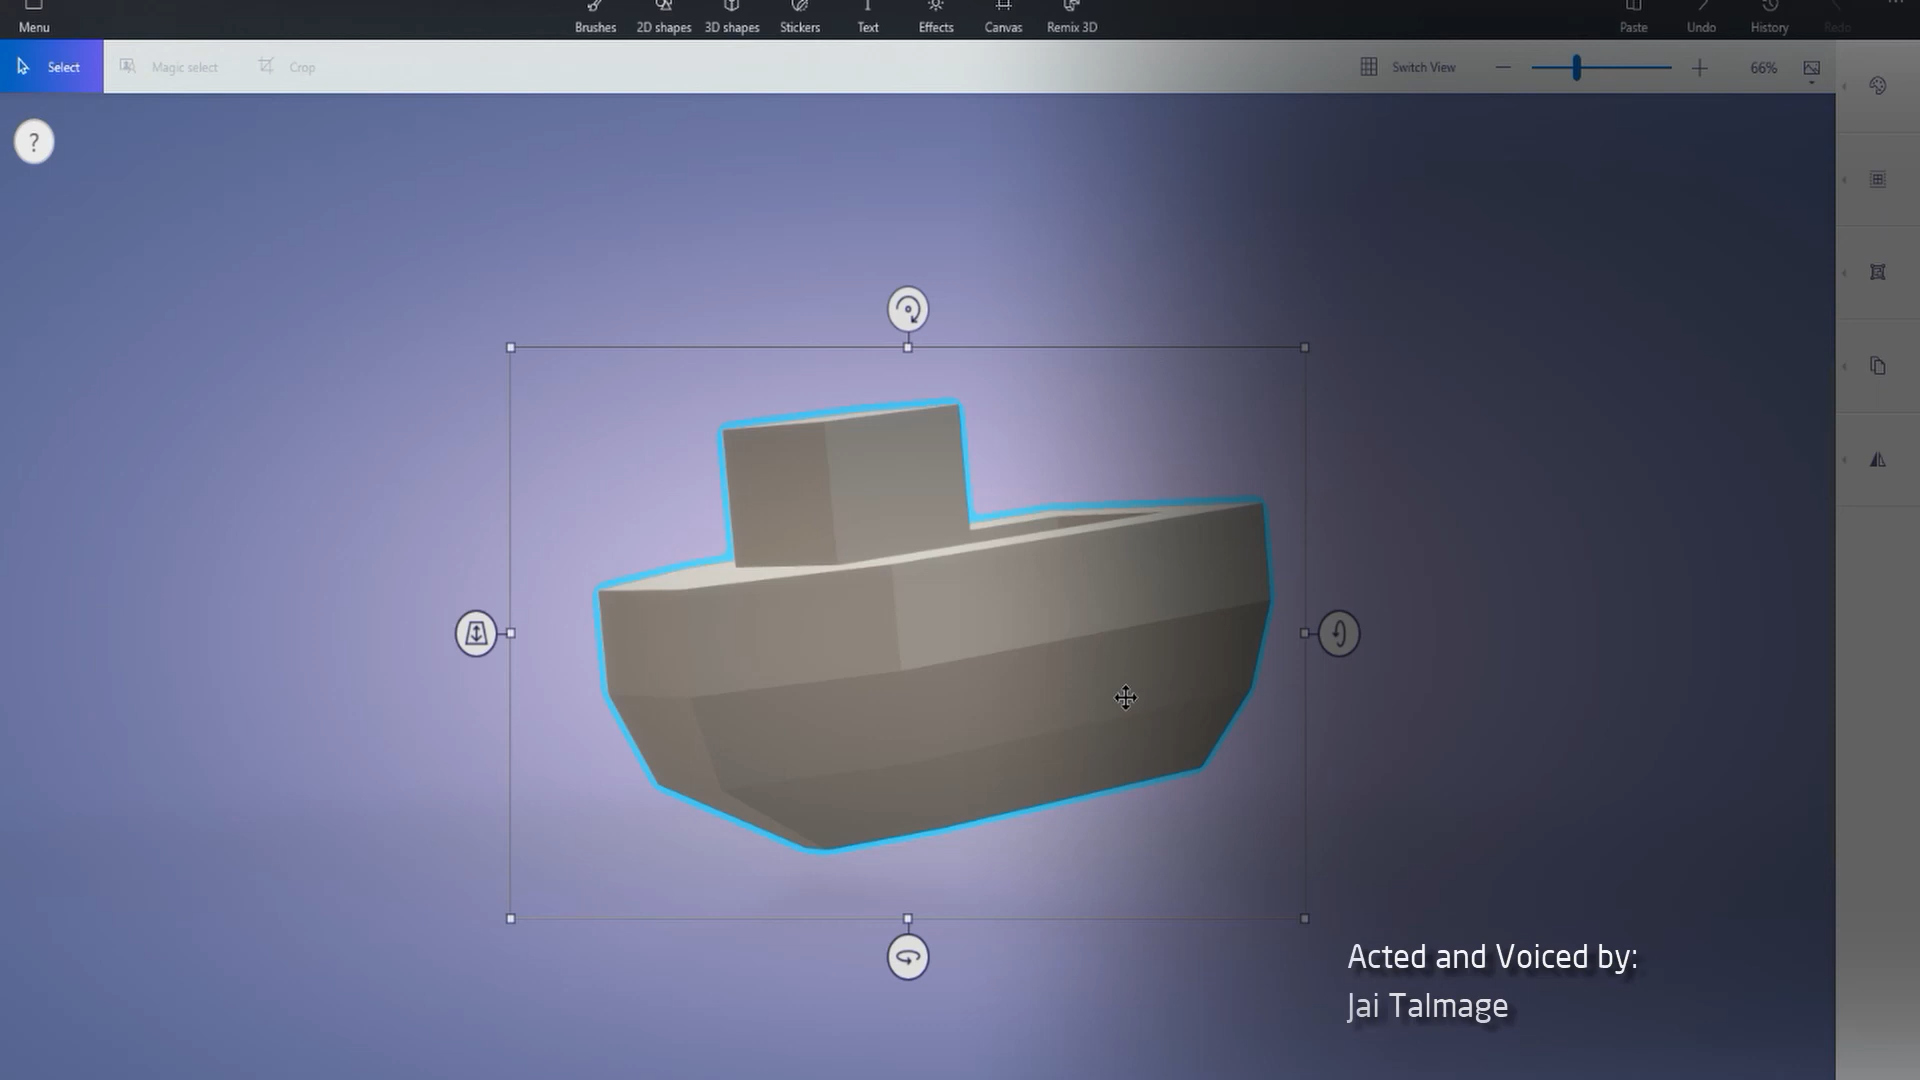 Menu
Brushes
2D shapes
3D shapes
Stickers
Text
Effects
Canvas
Remix 3D
Paste
Undo
History
Redo
Select
Magic select
Crop
Switch View
66%
?
Acted and Voiced by:
Jai Talmage